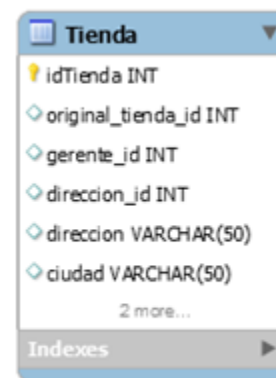 Tienda
idTienda INT
original_tienda_id INT
gerente_id INT
direccion_id INT
direccion VARCHAR(50)
ciudad VARCHAR(50)
2 more...
Indexes